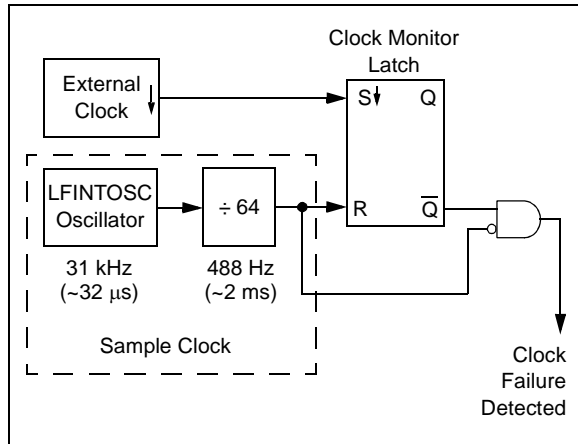 Clock Monitor
Latch
External
Clock
S
Q
LFINTOSC
Oscillator
÷ 64
R
Q
31 kHz
(~32 μs)
488 Hz
(~2 ms)
Sample Clock
Clock
Failure
Detected